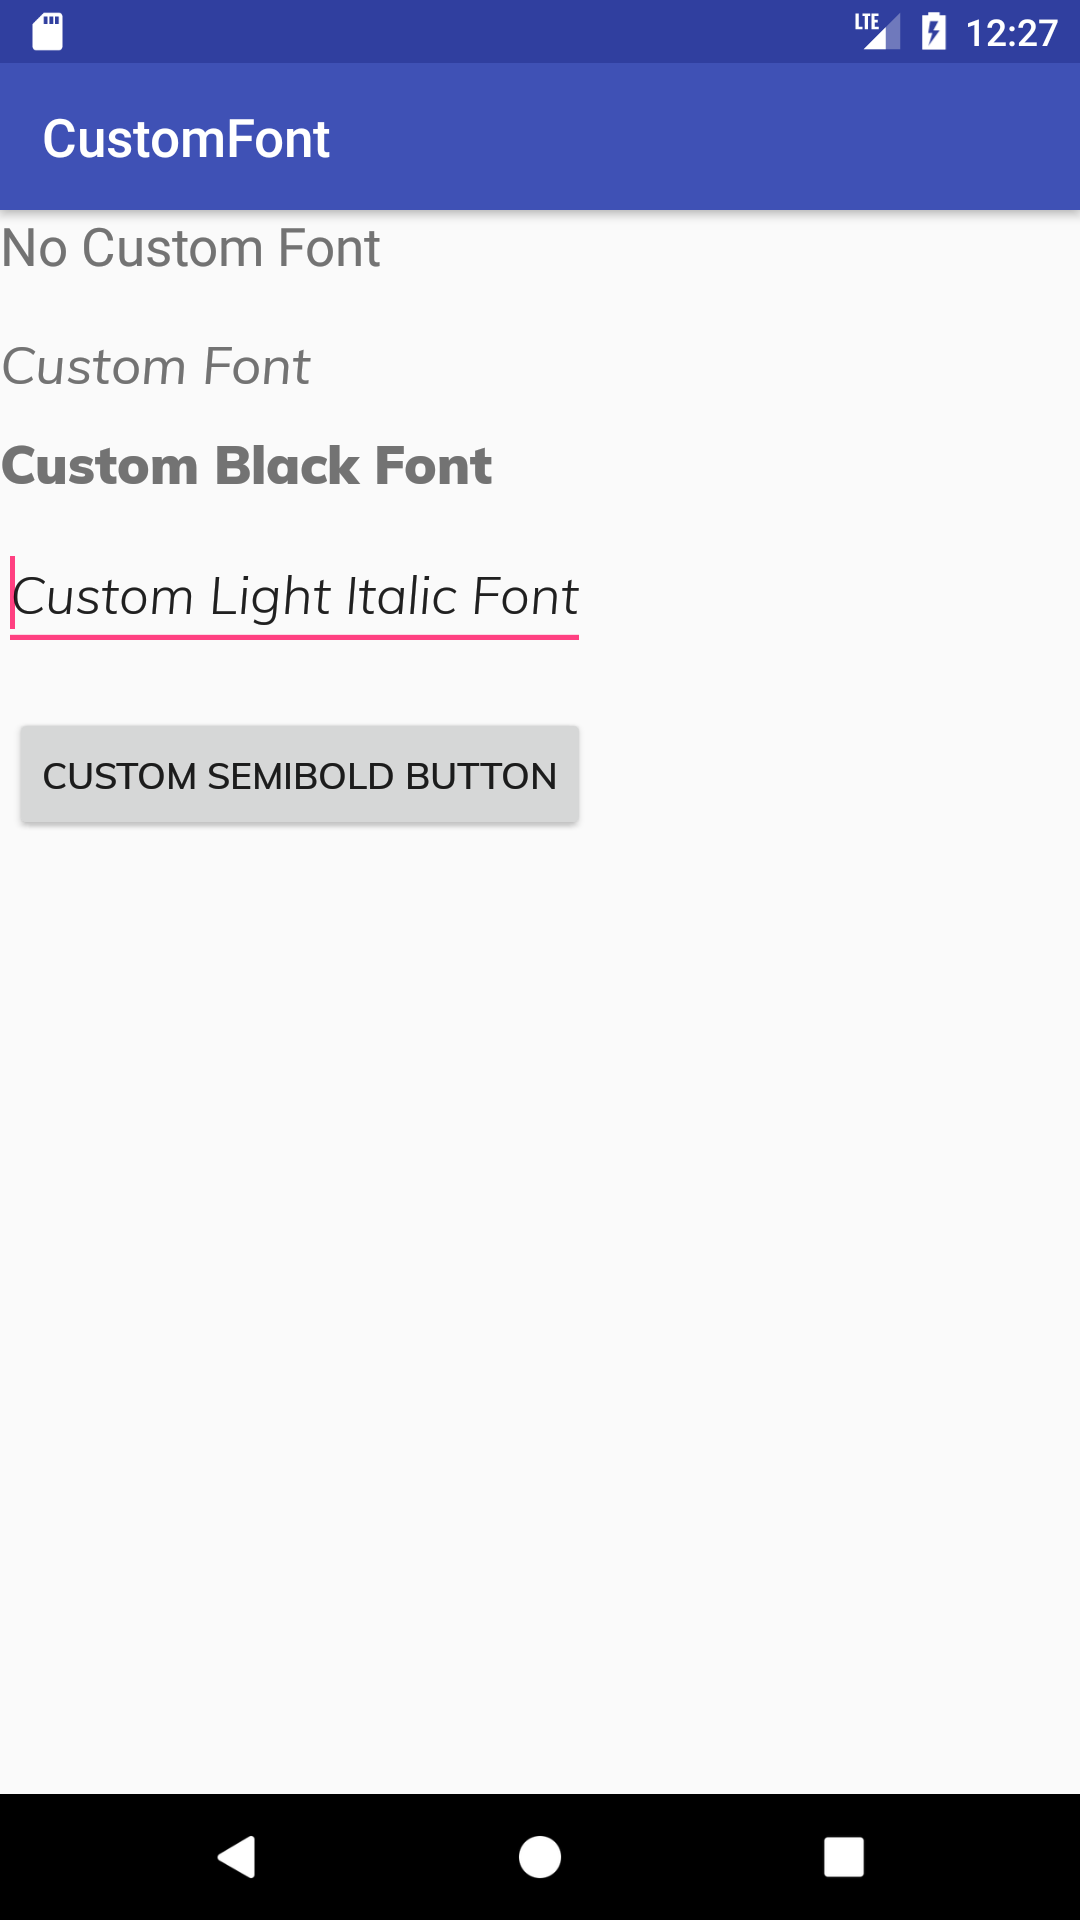 LTE 12:27
CustomFont
No Custom Font
Custom Font
Custom Black Font
Custom Light Italic Font
CUSTOM SEMIBOLD BUTTON